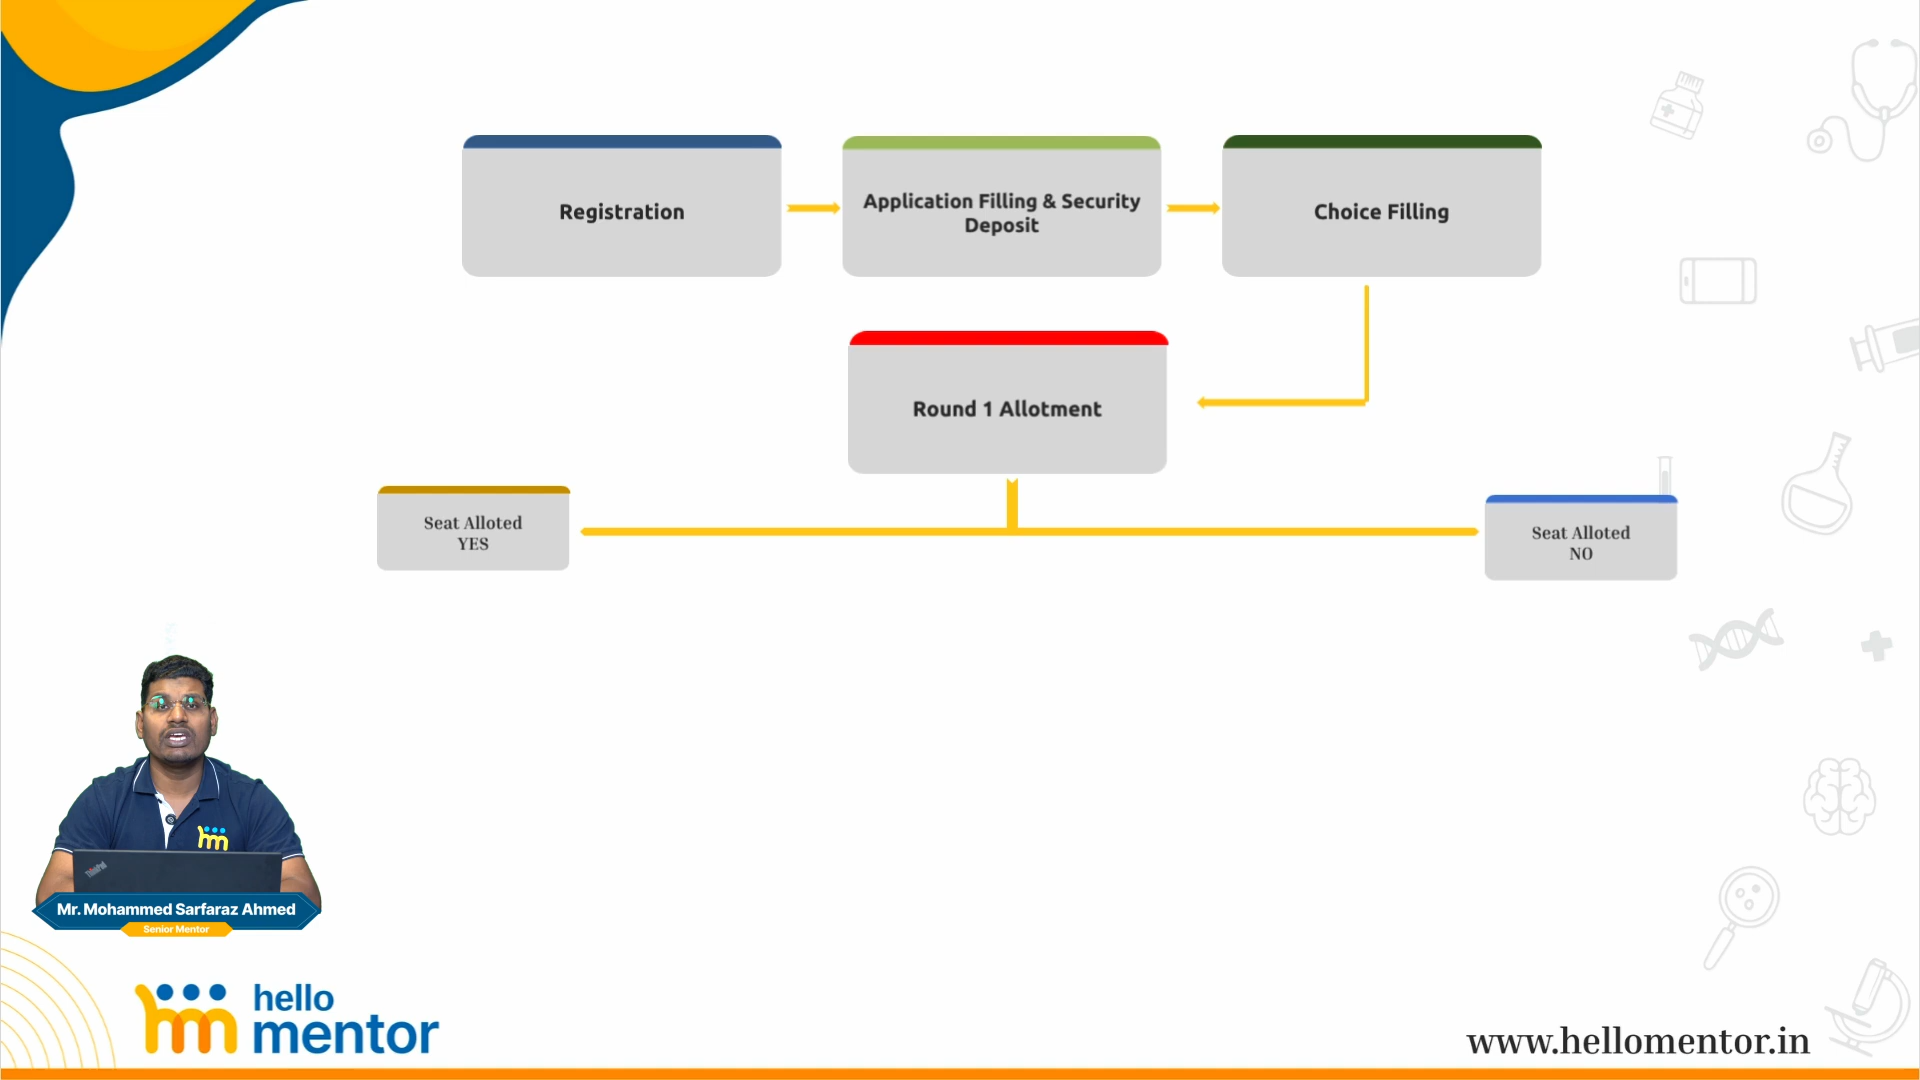 Registration
Application Filling & Security
Deposit
Choice Filling
Round 1 Allotment
Seat Alloted
YES
Seat Alloted
NO
Mr. Mohammed Sarfaraz Ahmed
Senior Mentor
hello
mentor
www.hellomentor.in